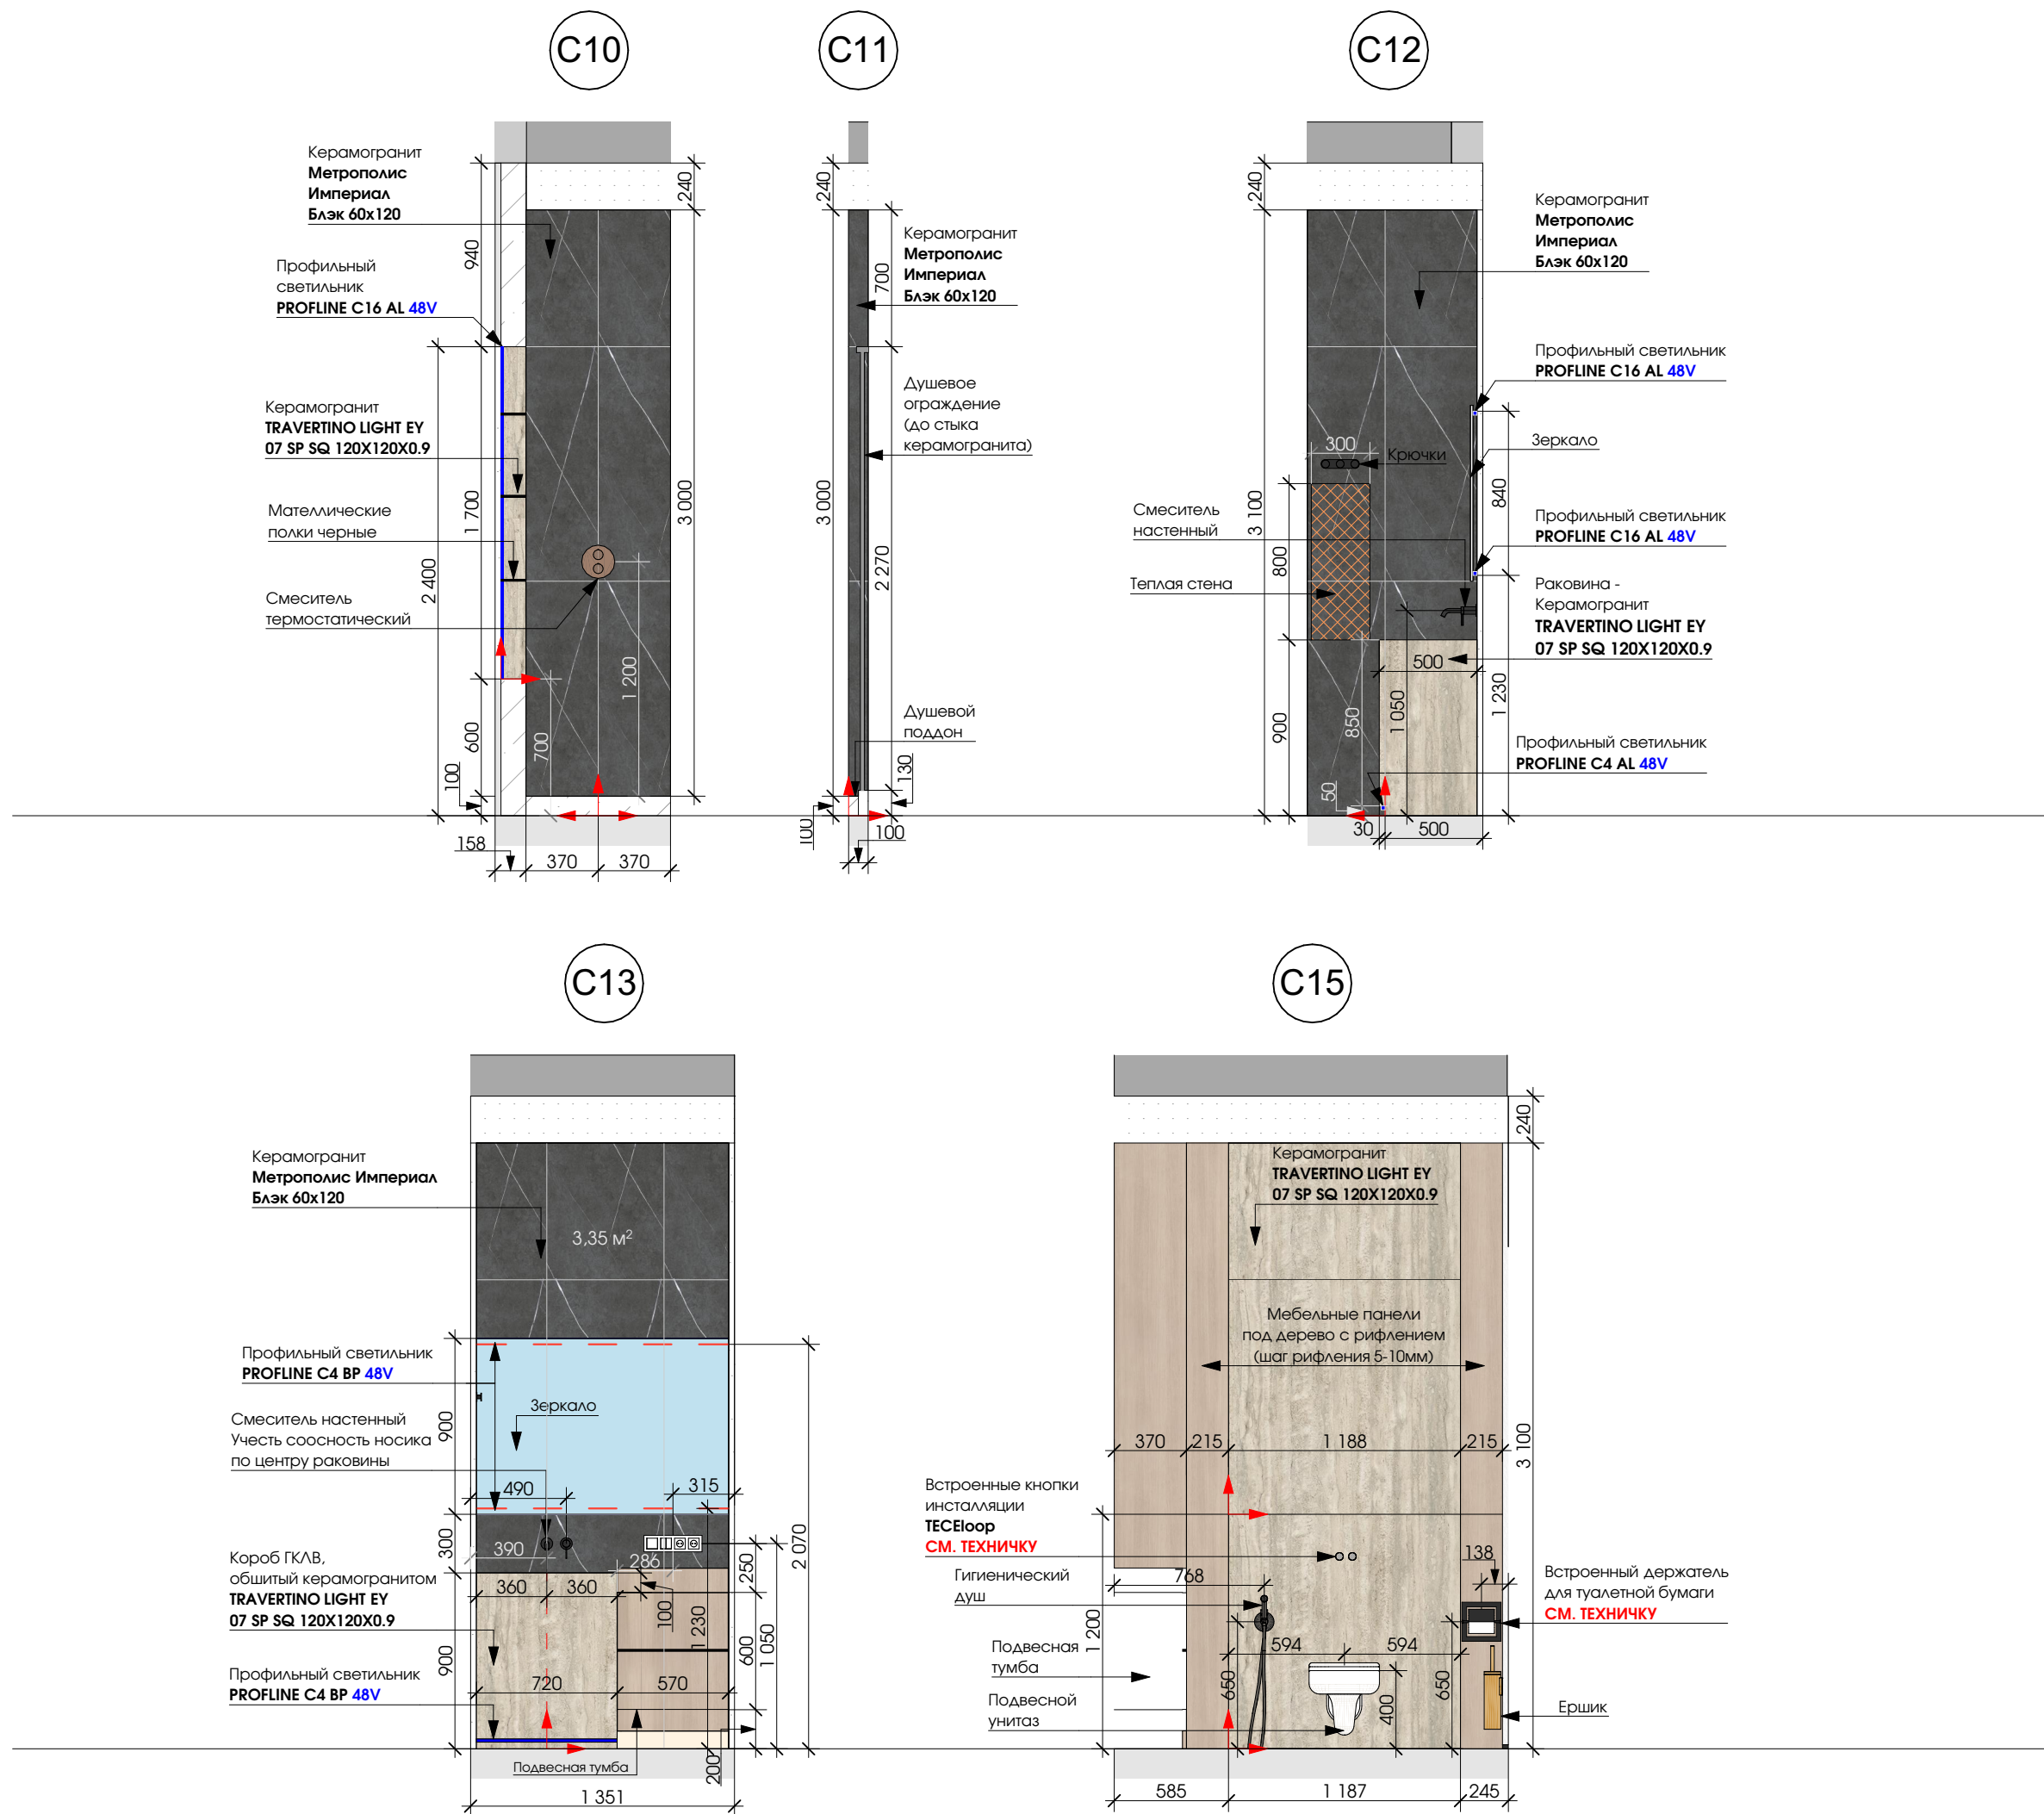 C10
C11
C12
Керамогранит
Метрополис
Империал
Блэк 60x120
Профильный
светильник
PROFLINE C16 AL 48V
Керамогранит
TRAVERTINO LIGHT EY
07 SP SQ 120X120X0.9
Мателлические
полки черные
Смеситель
термостатический
940
1 700
2 400
600
100
158
370
370
700
1 200
240
3 000
240
3 000
100
100
700
2 270
130
Керамогранит
Метрополис
Империал
Блэк 60x120
Душевое
ограждение
(до стыка
керамогранита)
Душевой
поддон
240
3 100
800
900
300
Крючки
Смеситель
настенный
Теплая стена
850
50
1 050
500
30
500
840
1 230
Керамогранит
Метрополис
Империал
Блэк 60x120
Профильный светильник
PROFLINE C16 AL 48V
Зеркало
Профильный светильник
PROFLINE C16 AL 48V
Раковина -
Керамогранит
TRAVERTINO LIGHT EY
07 SP SQ 120X120X0.9
Профильный светильник
PROFLINE C4 AL 48V
C13
C15
Керамогранит
Метрополис Империал
Блэк 60x120
3,35 м2
Профильный светильник
PROFLINE C4 BP 48V
Зеркало
Смеситель настенный
Учесть соосность носика
по центру раковины
Короб ГКЛВ,
обшитый керамогранитом
TRAVERTINO LIGHT EY
07 SP SQ 120X120X0.9
Профильный светильник
PROFLINE C4 BP 48V
Подвесная тумба
900
300
900
490
315
390
286
360
360
100
1 230
720
570
200
250
600
1 050
2 070
1 351
Керамогранит
TRAVERTINO LIGHT EY
07 SP SQ 120X120X0.9
Мебельные панели
под дерево с рифлением
(шаг рифления 5-10мм)
370
215
1 188
215
240
3 100
Встроенные кнопки
инсталляции
TECEloop
СМ. ТЕХНИЧКУ
Гигиенический
душ
Подвесная
тумба
Подвесной
унитаз
768
1 200
138
594
594
650
400
650
Встроенный держатель
для туалетной бумаги
СМ. ТЕХНИЧКУ
Ершик
585
1 187
245